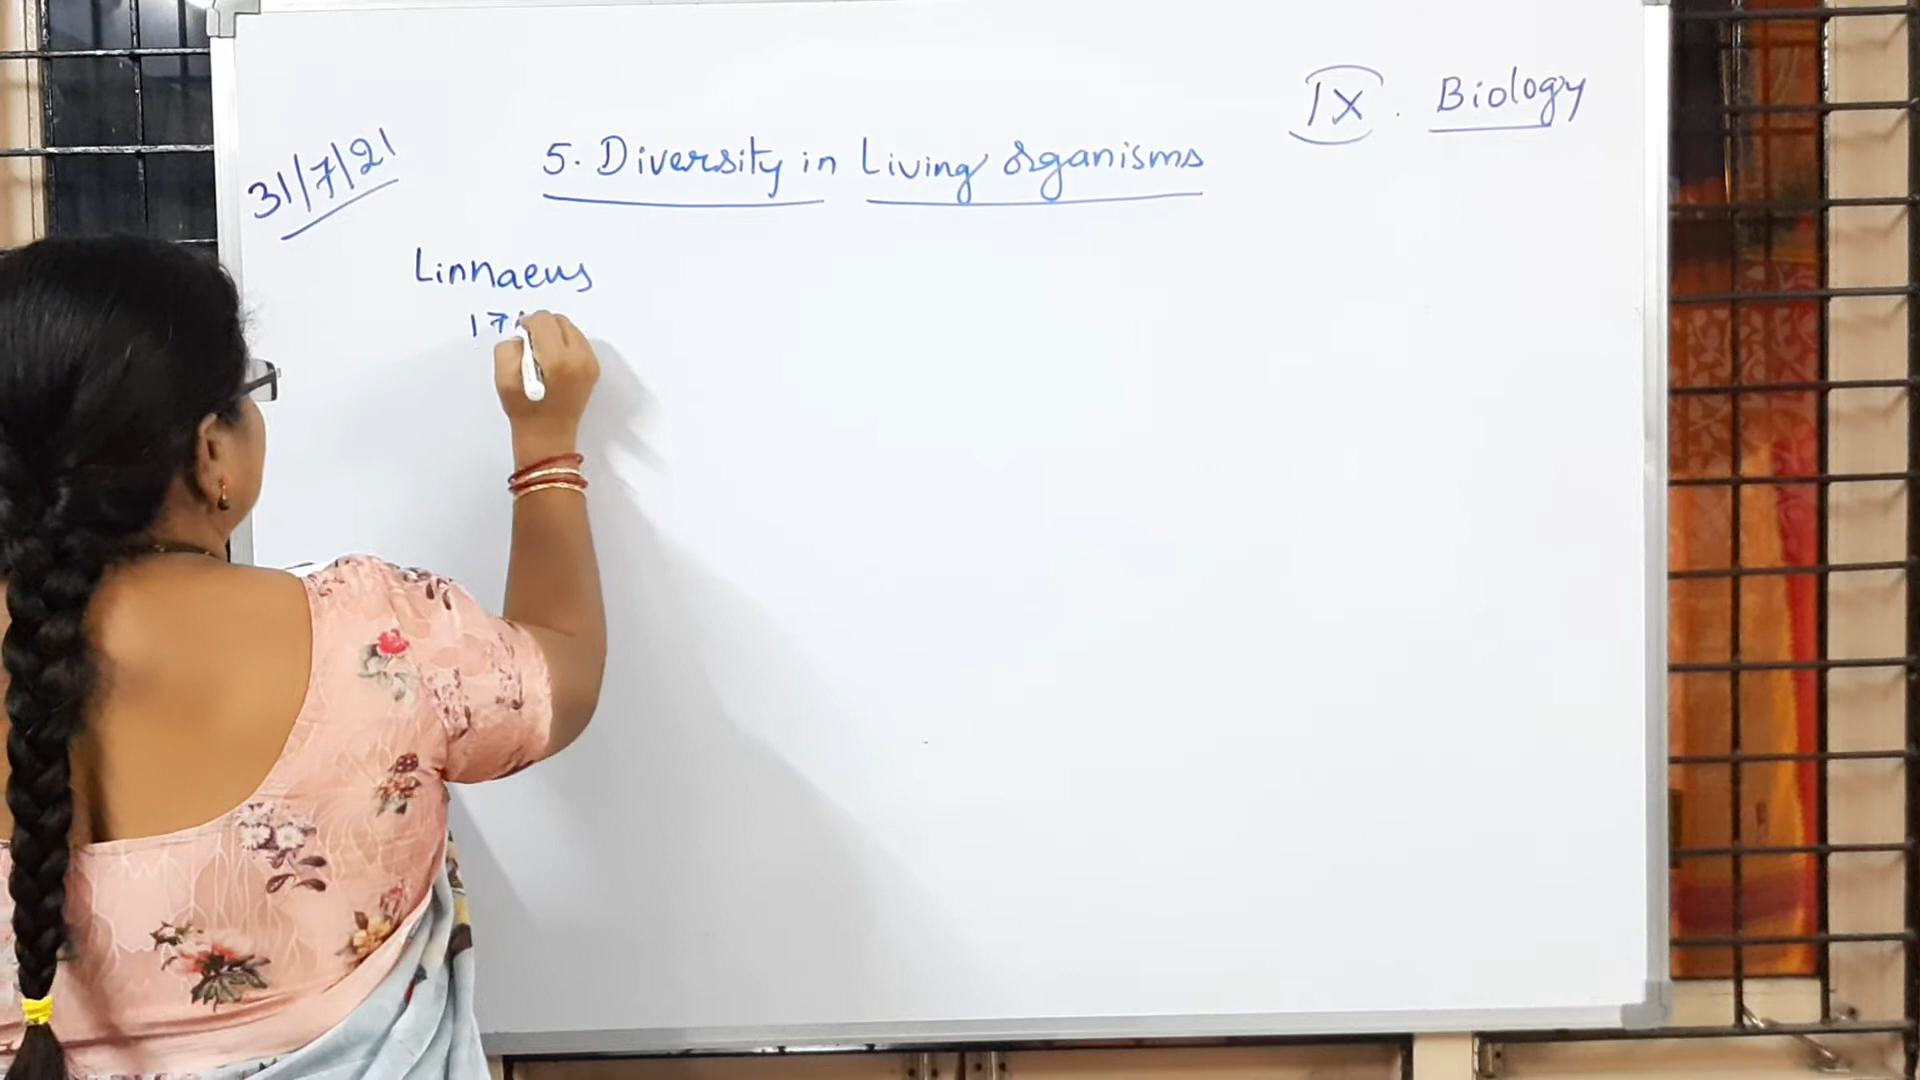 IX. Biology
31/7/21
5. Diversity in Living organisms
Linnaeus
17